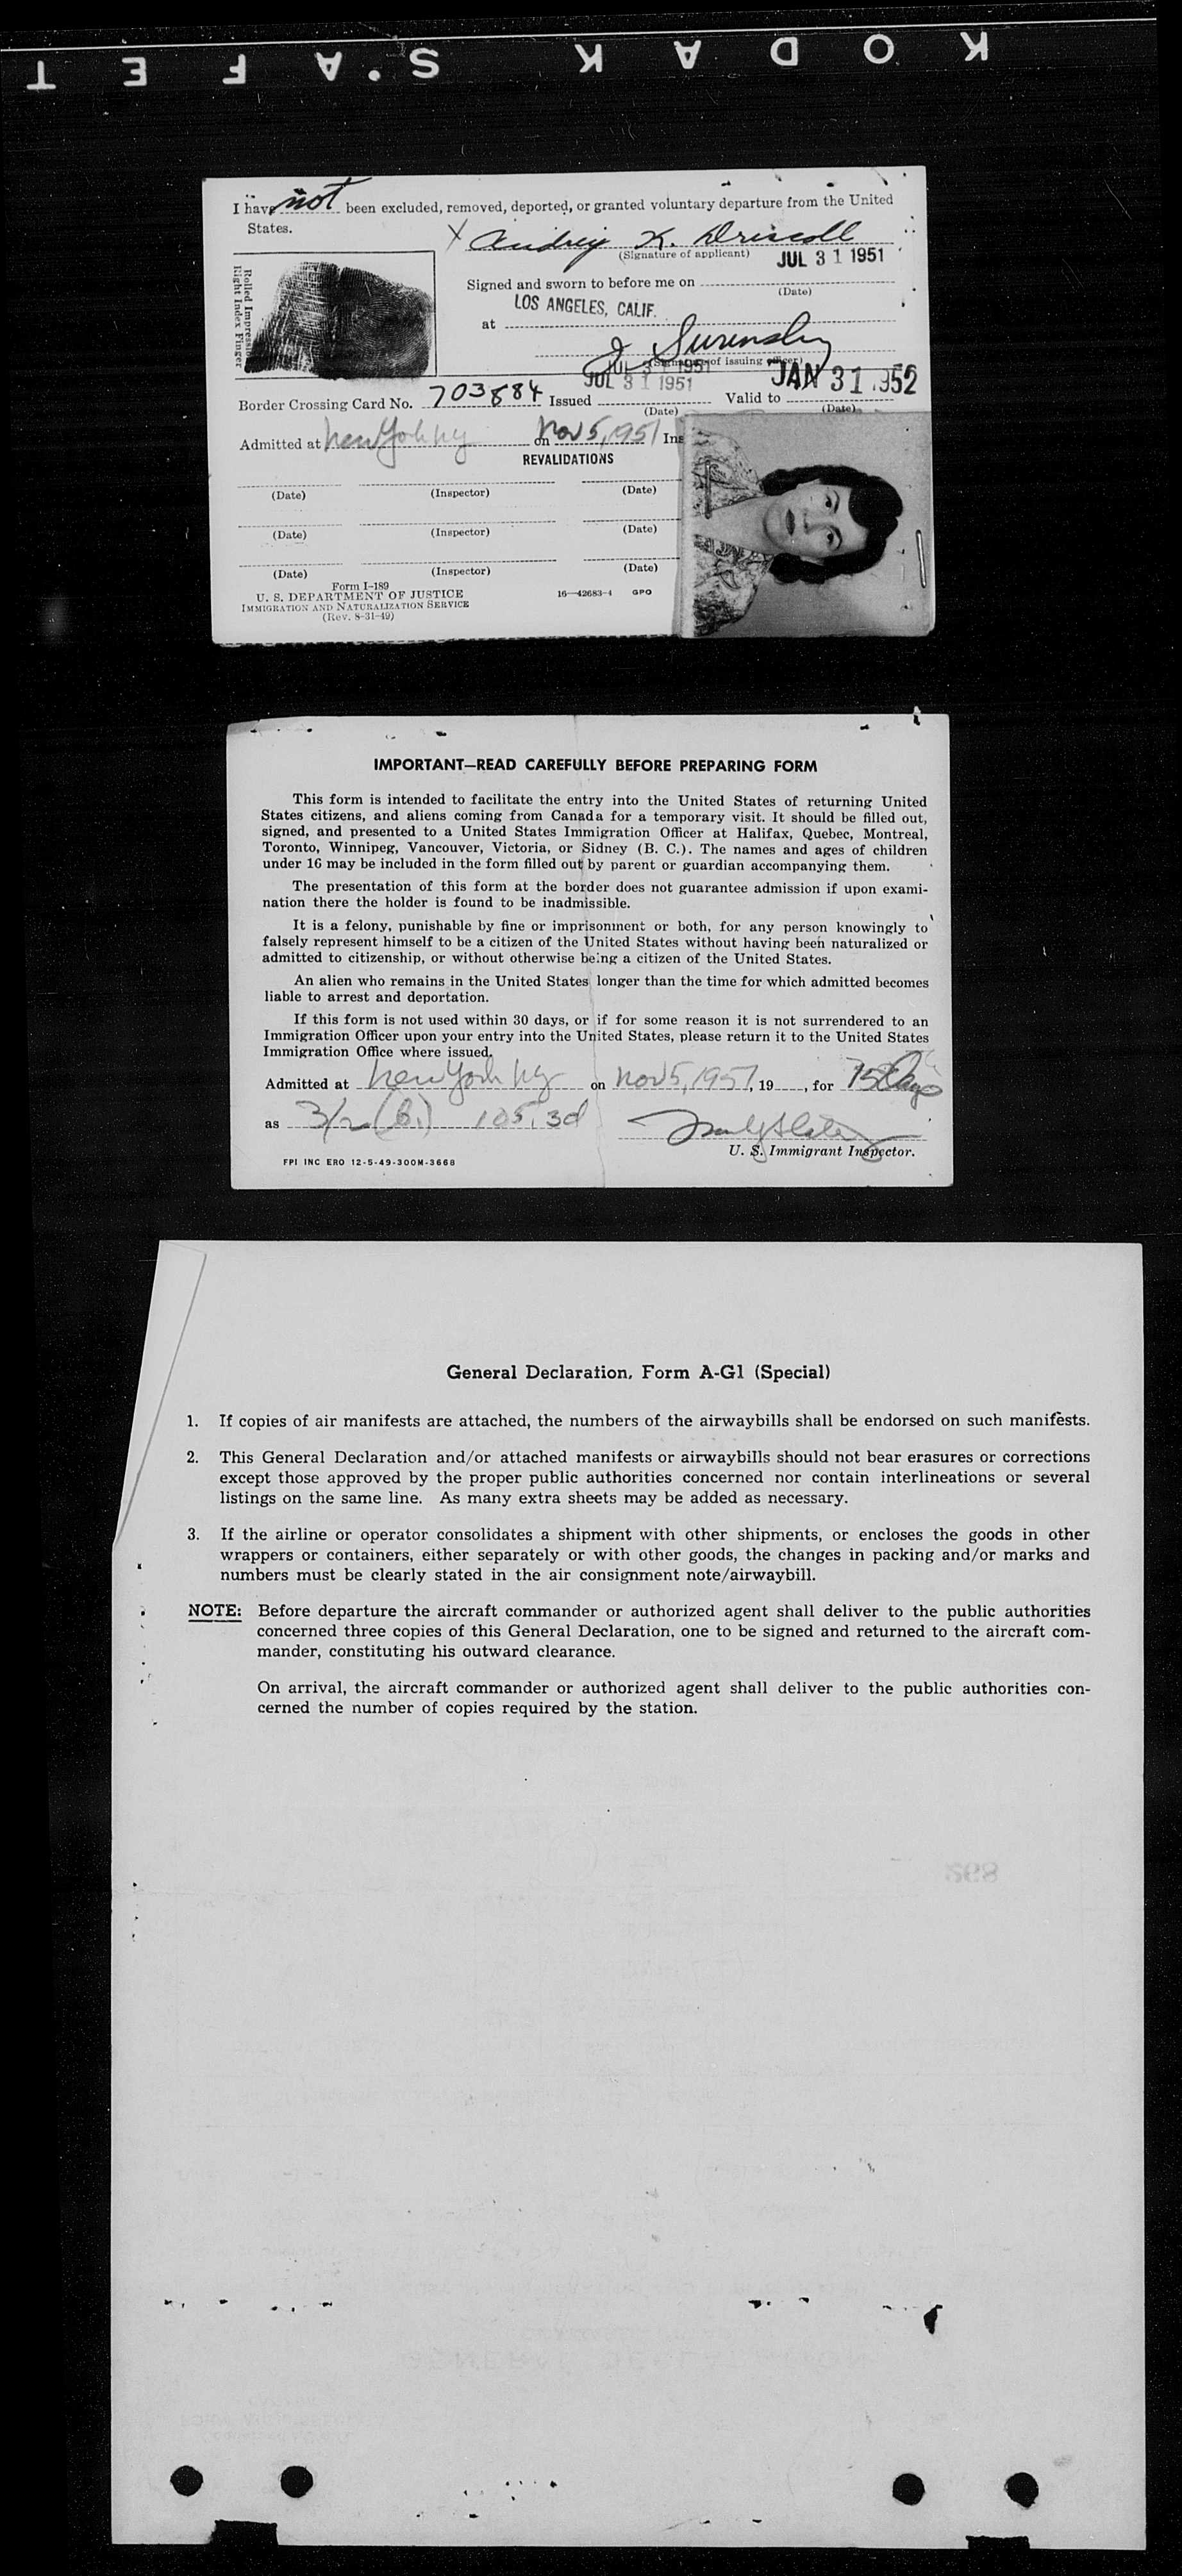 KODAK SAFET
I have not been excluded, removed, deported, or granted voluntary departure from the United
States.
X Audrey K. Driscoll
(Signature of applicant) JUL 31 1951
Rolled Impression
Right Index Finger
Signed and sworn to before me on
(Date)
LOS ANGELES, CALIF.
at
(Signature of issuing officer)
JUL 31 1951
Border Crossing Card No. 703884 Issued JUL 31 1951 Valid to JAN 31 1952
(Date) (Date)
Admitted at New York NY on Nov 5, 1951 Ins
REVALIDATIONS
(Date) (Inspector) (Date)
(Date) (Inspector) (Date)
(Date) (Inspector) (Date)
Form I-189
U. S. DEPARTMENT OF JUSTICE 16—42683-4 GPO
IMMIGRATION AND NATURALIZATION SERVICE
(Rev. 8-31-49)
IMPORTANT—READ CAREFULLY BEFORE PREPARING FORM
This form is intended to facilitate the entry into the United States of returning United
States citizens, and aliens coming from Canada for a temporary visit. It should be filled out,
signed, and presented to a United States Immigration Officer at Halifax, Quebec, Montreal,
Toronto, Winnipeg, Vancouver, Victoria, or Sidney (B. C.). The names and ages of children
under 16 may be included in the form filled out by parent or guardian accompanying them.
The presentation of this form at the border does not guarantee admission if upon exami-
nation there the holder is found to be inadmissible.
It is a felony, punishable by fine or imprisonment or both, for any person knowingly to
falsely represent himself to be a citizen of the United States without having been naturalized or
admitted to citizenship, or without otherwise being a citizen of the United States.
An alien who remains in the United States longer than the time for which admitted becomes
liable to arrest and deportation.
If this form is not used within 30 days, or if for some reason it is not surrendered to an
Immigration Officer upon your entry into the United States, please return it to the United States
Immigration Office where issued.
Admitted at New York NY on Nov 5, 1951, 19 , for 15 Days
as 3/2 (B.) 105.3d
U. S. Immigrant Inspector.
FPI INC ERO 12-5-49-300M-3668
General Declaration, Form A-G1 (Special)
1. If copies of air manifests are attached, the numbers of the airwaybills shall be endorsed on such manifests.
2. This General Declaration and/or attached manifests or airwaybills should not bear erasures or corrections
except those approved by the proper public authorities concerned nor contain interlineations or several
listings on the same line. As many extra sheets may be added as necessary.
3. If the airline or operator consolidates a shipment with other shipments, or encloses the goods in other
wrappers or containers, either separately or with other goods, the changes in packing and/or marks and
numbers must be clearly stated in the air consignment note/airwaybill.
NOTE: Before departure the aircraft commander or authorized agent shall deliver to the public authorities
concerned three copies of this General Declaration, one to be signed and returned to the aircraft com-
mander, constituting his outward clearance.
On arrival, the aircraft commander or authorized agent shall deliver to the public authorities con-
cerned the number of copies required by the station.